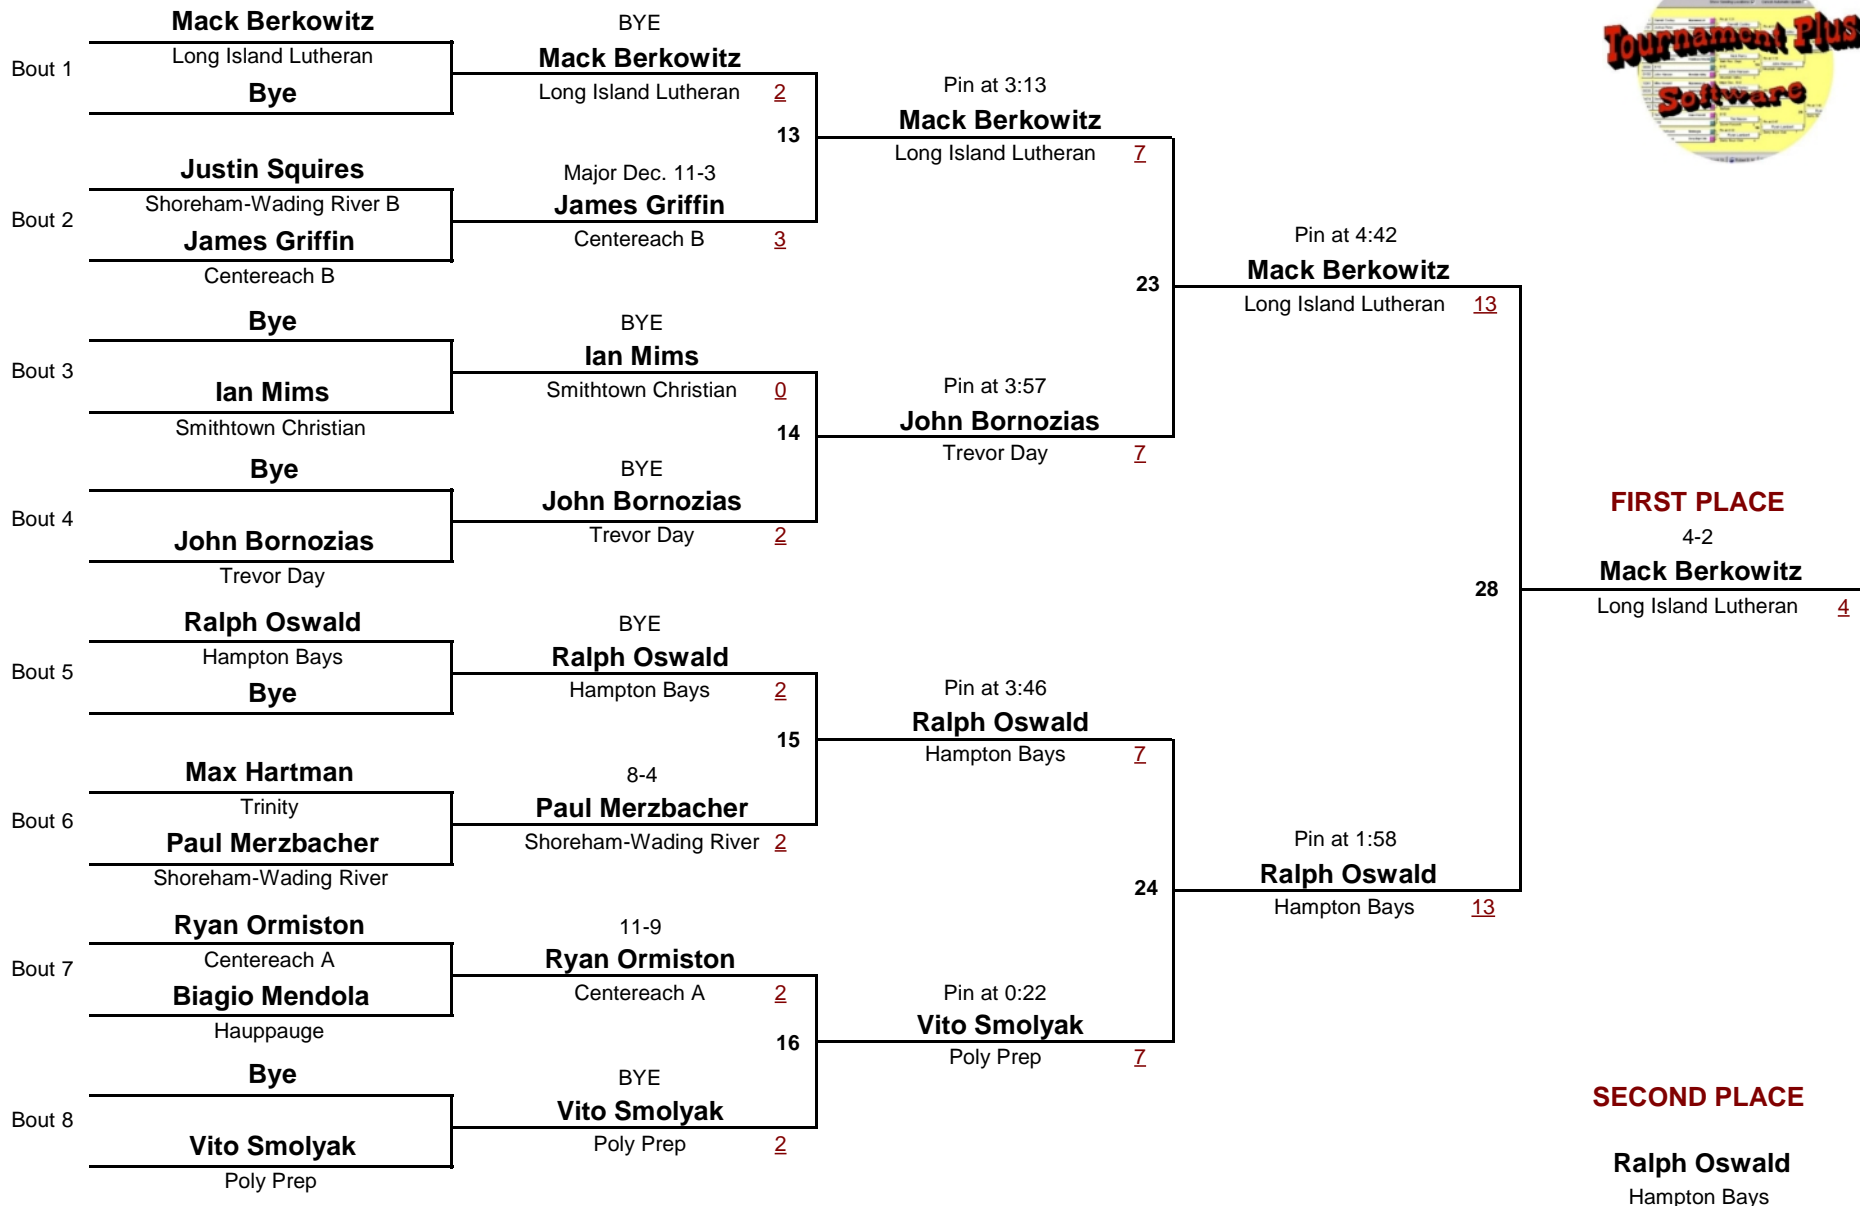 Mack Berkowitz
Long Island Lutheran
Bout 1
Bye
Justin Squires
Shoreham-Wading River B
Bout 2
James Griffin
Centereach B
Bye
Bout 3
Ian Mims
Smithtown Christian
Bye
Bout 4
John Bornozias
Trevor Day
Ralph Oswald
Hampton Bays
Bout 5
Bye
Max Hartman
Trinity
Bout 6
Paul Merzbacher
Shoreham-Wading River
Ryan Ormiston
Centereach A
Bout 7
Biagio Mendola
Hauppauge
Bye
Bout 8
Vito Smolyak
Poly Prep
BYE
Mack Berkowitz
Long Island Lutheran 2
13
Major Dec. 11-3
James Griffin
Centereach B 3
BYE
Ian Mims
Smithtown Christian 0
14
BYE
John Bornozias
Trevor Day 2
BYE
Ralph Oswald
Hampton Bays 2
15
8-4
Paul Merzbacher
Shoreham-Wading River 2
11-9
Ryan Ormiston
Centereach A 2
16
BYE
Vito Smolyak
Poly Prep 2
Pin at 3:13
Mack Berkowitz
Long Island Lutheran 7
23
Pin at 3:57
John Bornozias
Trevor Day 7
Pin at 3:46
Ralph Oswald
Hampton Bays 7
24
Pin at 0:22
Vito Smolyak
Poly Prep 7
Pin at 4:42
Mack Berkowitz
Long Island Lutheran 13
28
Pin at 1:58
Ralph Oswald
Hampton Bays 13
Tournament Plus
Software
FIRST PLACE
4-2
Mack Berkowitz
Long Island Lutheran 4
SECOND PLACE
Ralph Oswald
Hampton Bays